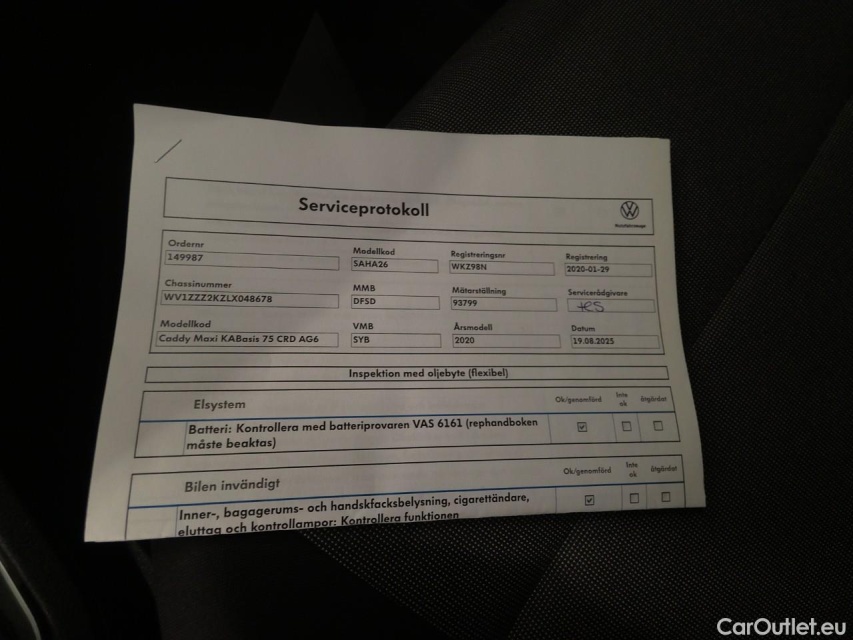 Serviceprotokoll
Ordernr
149987
Modellkod
SAHA26
Registreringsnr
WKZ98N
Registrering
2020-01-29
Chassinummer
WV1ZZZ2KZLX048678
MMB
DFSD
Mätarställning
93799
Servicerådgivare
Modellkod
Caddy Maxi KABasis 75 CRD AG6
VMB
SYB
Årsmodell
2020
Datum
19.08.2025
Inspektion med oljebyte (flexibel)
Elsystem
Ok/genomförd
Inte
ok
åtgärdat
Batteri: Kontrollera med batteriprovaren VAS 6161 (rephandboken
måste beaktas)
Bilen invändigt
Ok/genomförd
Inte
ok
åtgärdat
Inner-, bagagerums- och handskfacksbelysning, cigarettändare,
eluttag och kontrollampor: Kontrollera funktionen
CarOutlet.eu